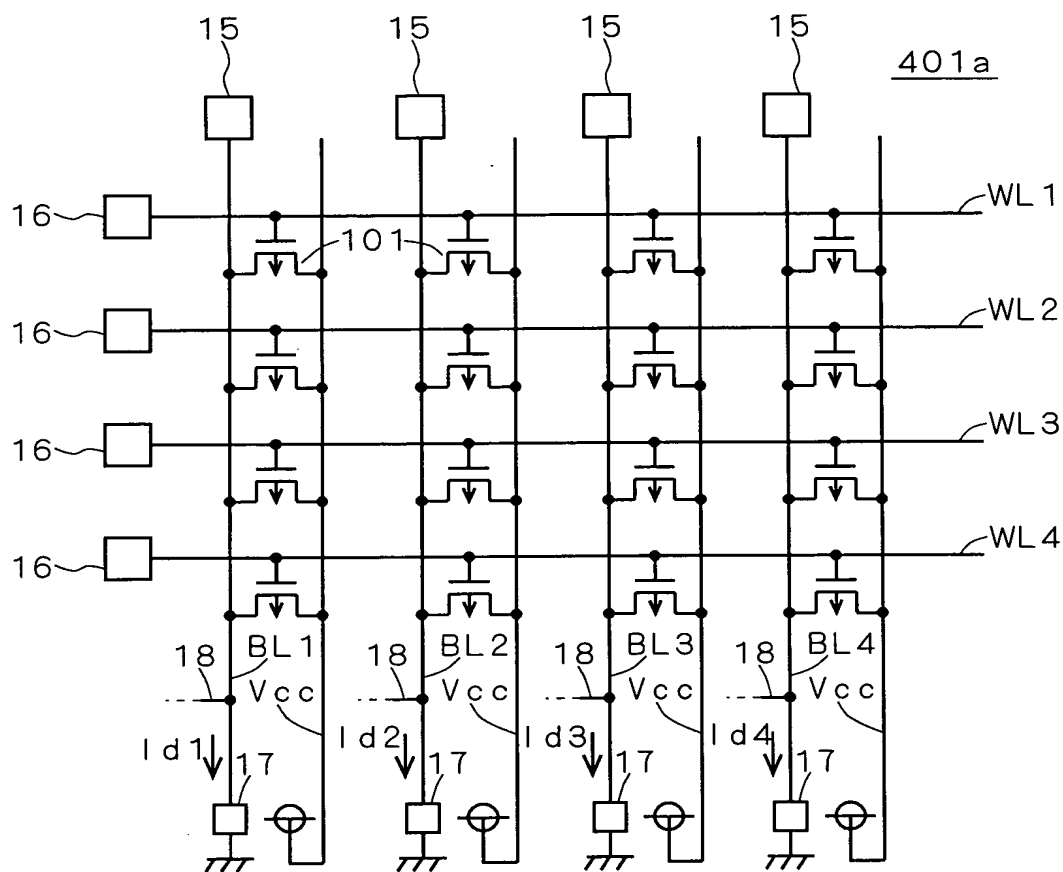 15 15 15 15
401a
16 WL1
101
16 WL2
16 WL3
16 WL4
18 BL1 18 BL2 18 BL3 18 BL4
Vcc Vcc Vcc Vcc
Id1 Id2 Id3 Id4
17 17 17 17